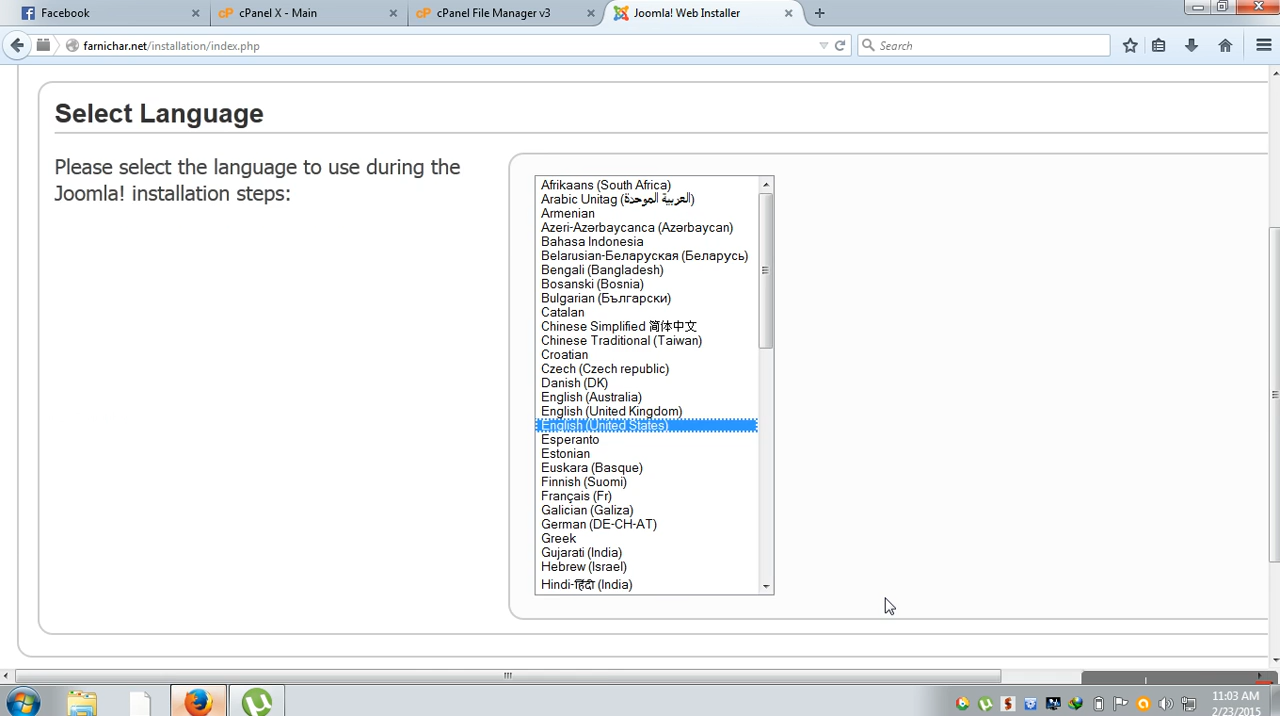 Facebook
cPanel X - Main
cPanel File Manager v3
Joomla! Web Installer
farnichar.net/installation/index.php
Search
Select Language
Please select the language to use during the
Joomla! installation steps:
Afrikaans (South Africa)
Arabic Unitag (العربية الموحدة)
Armenian
Azeri-Azərbaycanca (Azərbaycan)
Bahasa Indonesia
Belarusian-Беларуская (Беларусь)
Bengali (Bangladesh)
Bosanski (Bosnia)
Bulgarian (Български)
Catalan
Chinese Simplified 简体中文
Chinese Traditional (Taiwan)
Croatian
Czech (Czech republic)
Danish (DK)
English (Australia)
English (United Kingdom)
English (United States)
Esperanto
Estonian
Euskara (Basque)
Finnish (Suomi)
Français (Fr)
Galician (Galiza)
German (DE-CH-AT)
Greek
Gujarati (India)
Hebrew (Israel)
Hindi-हिंदी (India)
11:03 AM
2/23/2015